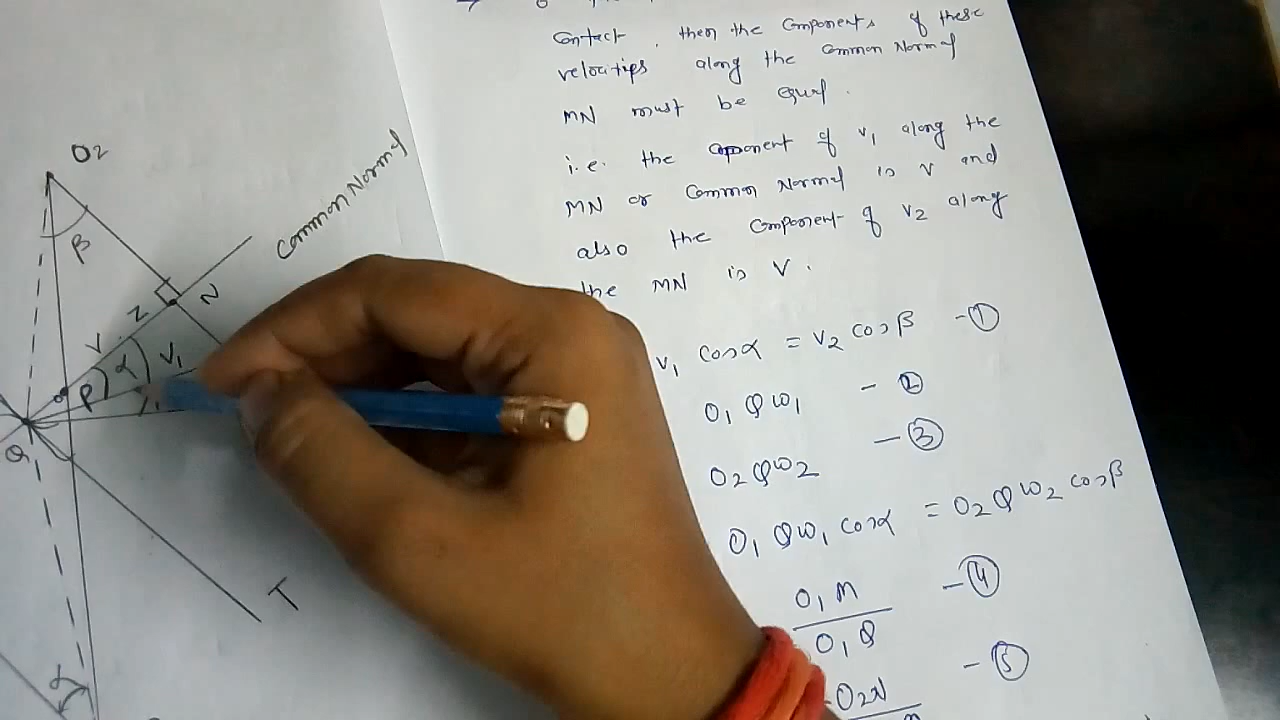 Contact, then the Components of these
velocities along the Common Normal
MN must be Equal.
i.e. the component of V1 along the
MN or Common Normal is V and
also the Component of V2 along
the MN is V.
V1 cosα = V2 cosβ -①
O1Qω1 -②
O2Qω2 -③
O1Qω1 cosα = O2Qω2 cosβ
O1M / O1Q -④
O2N -⑤
O2
β
Common Normal
N
Z
V
α
V1
P
Q
T
α